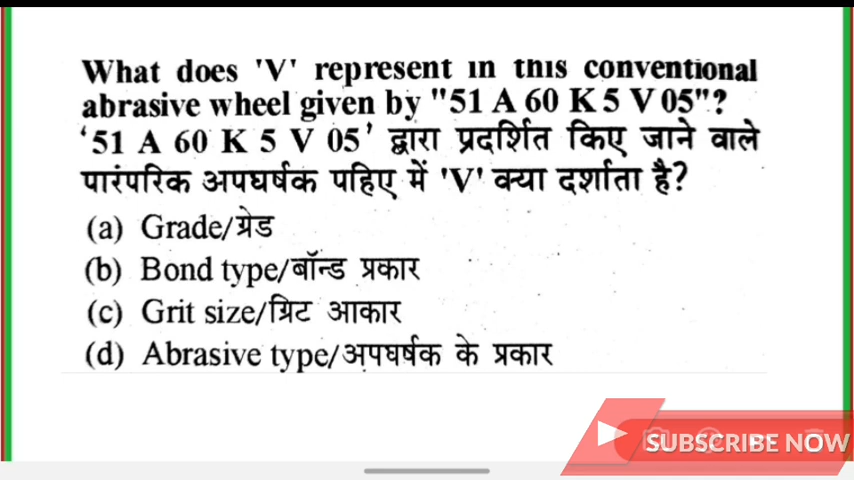 What does 'V' represent in this conventional
abrasive wheel given by "51 A 60 K 5 V 05"?
'51 A 60 K 5 V 05' द्वारा प्रदर्शित किए जाने वाले
पारंपरिक अपघर्षक पहिए में 'V' क्या दर्शाता है?
(a) Grade/ग्रेड
(b) Bond type/बॉन्ड प्रकार
(c) Grit size/ग्रिट आकार
(d) Abrasive type/अपघर्षक के प्रकार
SUBSCRIBE NOW